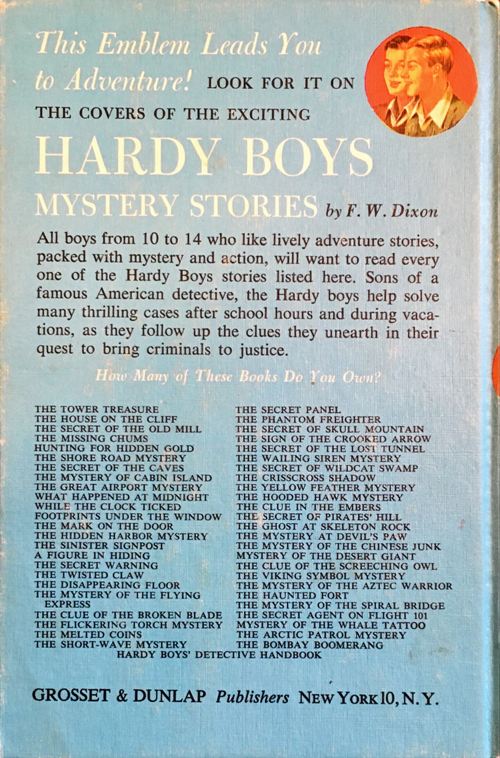 This Emblem Leads You
to Adventure! LOOK FOR IT ON
THE COVERS OF THE EXCITING
HARDY BOYS
MYSTERY STORIES by F. W. Dixon
All boys from 10 to 14 who like lively adventure stories,
packed with mystery and action, will want to read every
one of the Hardy Boys stories listed here. Sons of a
famous American detective, the Hardy boys help solve
many thrilling cases after school hours and during vaca-
tions, as they follow up the clues they unearth in their
quest to bring criminals to justice.
How Many of These Books Do You Own?
THE TOWER TREASURE
THE HOUSE ON THE CLIFF
THE SECRET OF THE OLD MILL
THE MISSING CHUMS
HUNTING FOR HIDDEN GOLD
THE SHORE ROAD MYSTERY
THE SECRET OF THE CAVES
THE MYSTERY OF CABIN ISLAND
THE GREAT AIRPORT MYSTERY
WHAT HAPPENED AT MIDNIGHT
WHILE THE CLOCK TICKED
FOOTPRINTS UNDER THE WINDOW
THE MARK ON THE DOOR
THE HIDDEN HARBOR MYSTERY
THE SINISTER SIGNPOST
A FIGURE IN HIDING
THE SECRET WARNING
THE TWISTED CLAW
THE DISAPPEARING FLOOR
THE MYSTERY OF THE FLYING
EXPRESS
THE CLUE OF THE BROKEN BLADE
THE FLICKERING TORCH MYSTERY
THE MELTED COINS
THE SHORT-WAVE MYSTERY
THE SECRET PANEL
THE PHANTOM FREIGHTER
THE SECRET OF SKULL MOUNTAIN
THE SIGN OF THE CROOKED ARROW
THE SECRET OF THE LOST TUNNEL
THE WAILING SIREN MYSTERY
THE SECRET OF WILDCAT SWAMP
THE CRISSCROSS SHADOW
THE YELLOW FEATHER MYSTERY
THE HOODED HAWK MYSTERY
THE CLUE IN THE EMBERS
THE SECRET OF PIRATES' HILL
THE GHOST AT SKELETON ROCK
THE MYSTERY AT DEVIL'S PAW
THE MYSTERY OF THE CHINESE JUNK
MYSTERY OF THE DESERT GIANT
THE CLUE OF THE SCREECHING OWL
THE VIKING SYMBOL MYSTERY
THE MYSTERY OF THE AZTEC WARRIOR
THE HAUNTED FORT
THE MYSTERY OF THE SPIRAL BRIDGE
THE SECRET AGENT ON FLIGHT 101
MYSTERY OF THE WHALE TATTOO
THE ARCTIC PATROL MYSTERY
THE BOMBAY BOOMERANG
HARDY BOYS' DETECTIVE HANDBOOK
GROSSET & DUNLAP Publishers NEW YORK 10, N. Y.